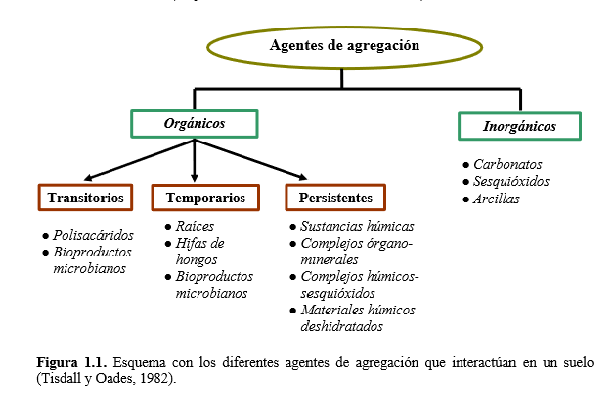 Agentes de agregación
Orgánicos
Inorgánicos
● Carbonatos
● Sesquióxidos
● Arcillas
Transitorios
Temporarios
Persistentes
● Polisacáridos
● Bioproductos
microbianos
● Raíces
● Hifas de
hongos
● Bioproductos
microbianos
● Sustancias húmicas
● Complejos órgano-
minerales
● Complejos húmicos-
sesquióxidos
● Materiales húmicos
deshidratados
Figura 1.1. Esquema con los diferentes agentes de agregación que interactúan en un suelo
(Tisdall y Oades, 1982).